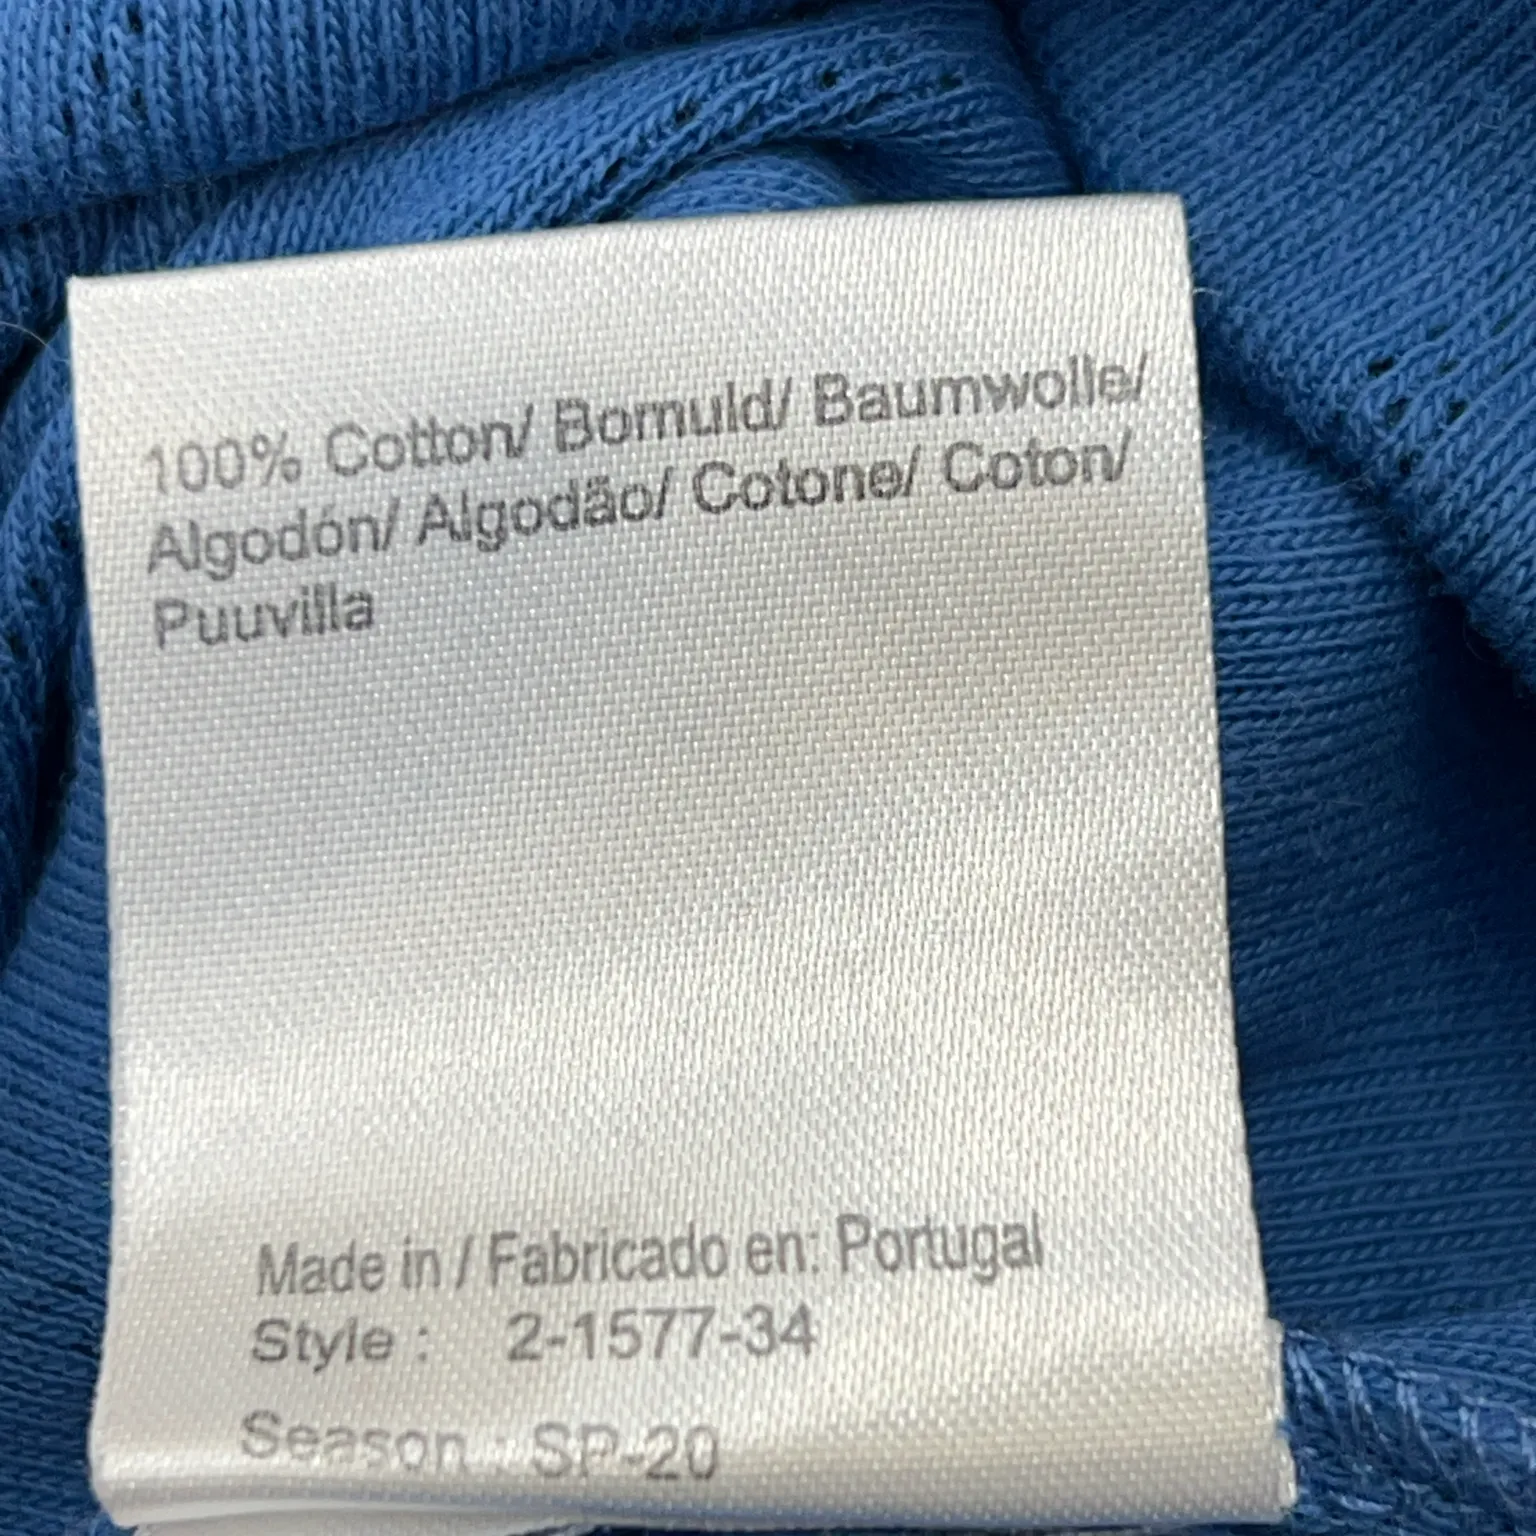 100% Cotton/ Bomuld/ Baumwolle/
Algodón/ Algodão/ Cotone/ Coton/
Puuvilla
Made in / Fabricado en: Portugal
Style : 2-1577-34
Season : SP-20